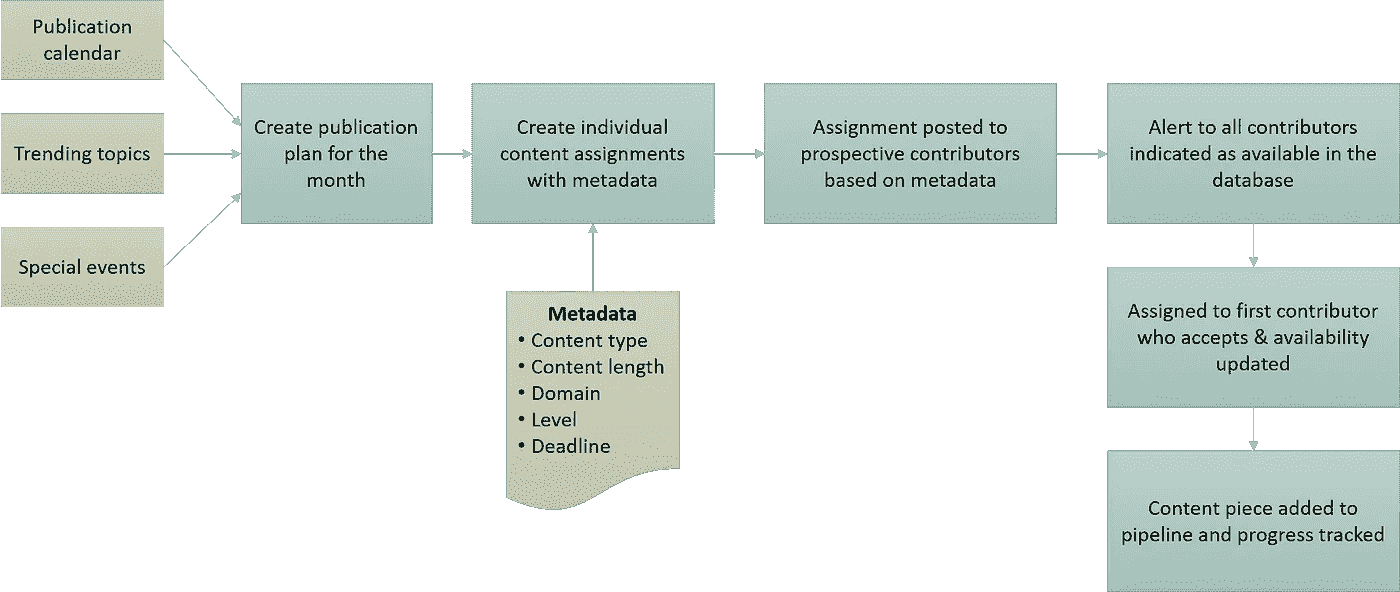 Publication
calendar
Trending topics
Special events
Create publication
plan for the
month
Create individual
content assignments
with metadata
Metadata
• Content type
• Content length
• Domain
• Level
• Deadline
Assignment posted to
prospective contributors
based on metadata
Alert to all contributors
indicated as available in the
database
Assigned to first contributor
who accepts & availability
updated
Content piece added to
pipeline and progress tracked